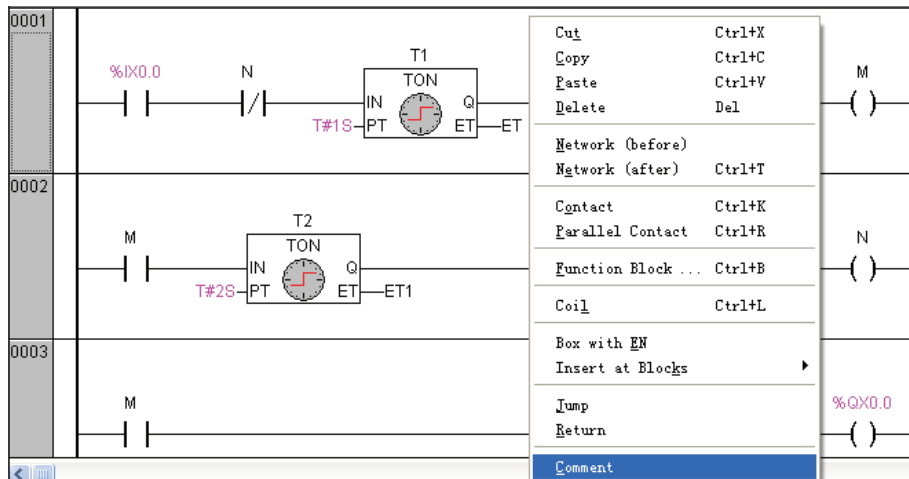 0001
%IX0.0 N T1 M
TON
IN Q
T#1S PT ET ET
0002
M T2 N
TON
IN Q
T#2S PT ET ET1
0003
M %QX0.0
Cut Ctrl+X
Copy Ctrl+C
Paste Ctrl+V
Delete Del
Network (before)
Network (after) Ctrl+T
Contact Ctrl+K
Parallel Contact Ctrl+R
Function Block ... Ctrl+B
Coil Ctrl+L
Box with EN
Insert at Blocks
Jump
Return
Comment